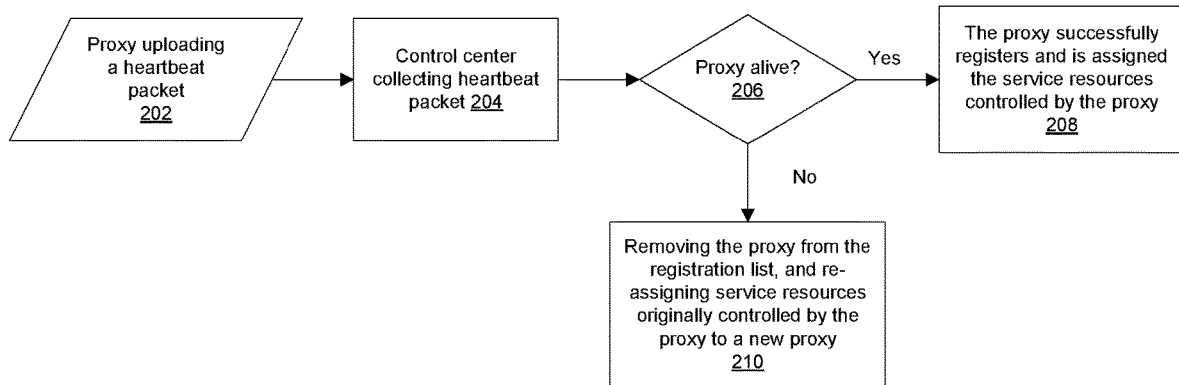 Proxy uploading
a heartbeat
packet
202
Control center
collecting heartbeat
packet 204
Proxy alive?
206
Yes
The proxy successfully
registers and is assigned
the service resources
controlled by the proxy
208
No
Removing the proxy from the
registration list, and re-
assigning service resources
originally controlled by the
proxy to a new proxy
210